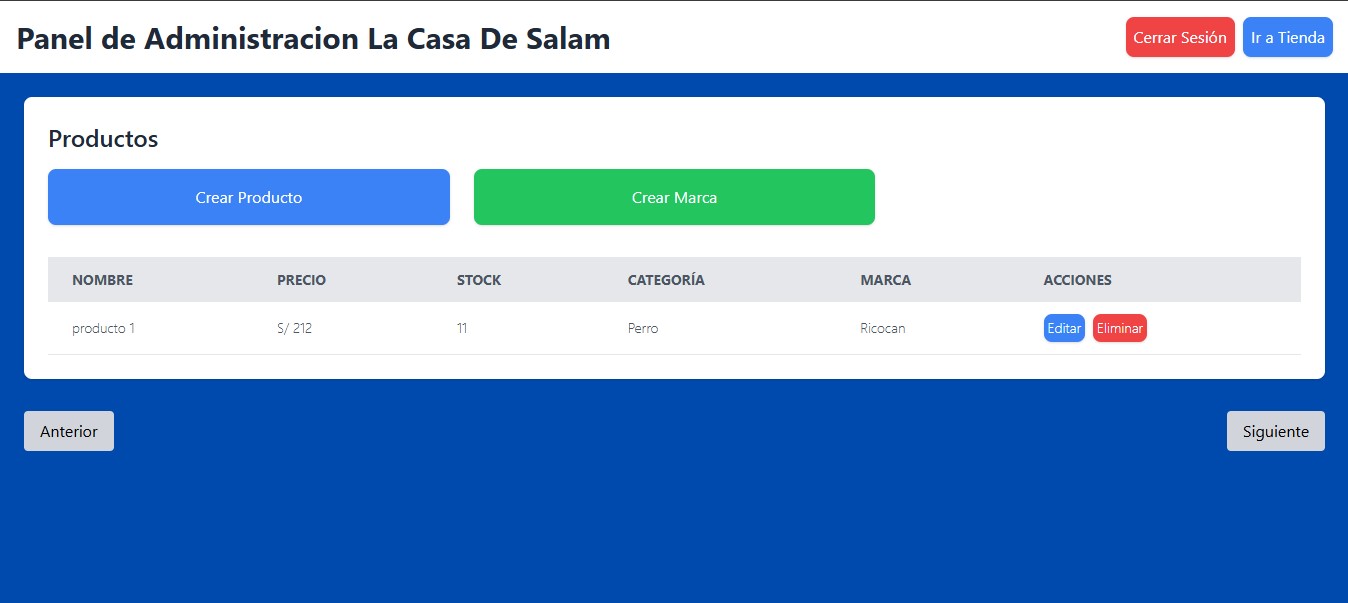 Panel de Administracion La Casa De Salam
Cerrar Sesión Ir a Tienda
Productos
Crear Producto Crear Marca
NOMBRE PRECIO STOCK CATEGORÍA MARCA ACCIONES
producto 1 S/ 212 11 Perro Ricocan Editar Eliminar
Anterior Siguiente